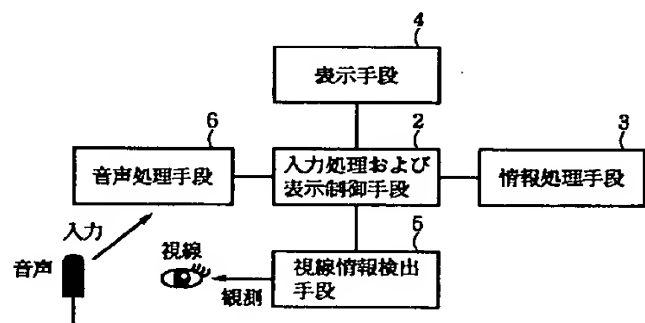 4
表示手段
6
2
3
音声処理手段
入力処理および
表示制御手段
情報処理手段
入力
5
音声
視線
視線情報検出
手段
観測